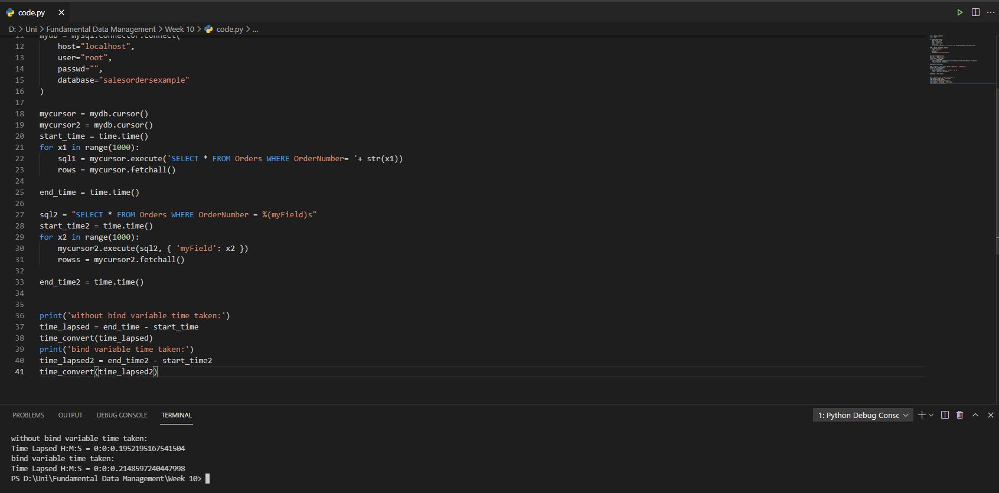 code.py
D: > Uni > Fundamental Data Management > Week 10 > code.py > ...
11 mydb = mysql.connector.connect(
12 host="localhost",
13 user="root",
14 passwd="",
15 database="salesordersexample"
16 )
17
18 mycursor = mydb.cursor()
19 mycursor2 = mydb.cursor()
20 start_time = time.time()
21 for x1 in range(1000):
22 sql1 = mycursor.execute('SELECT * FROM Orders WHERE OrderNumber= '+ str(x1))
23 rows = mycursor.fetchall()
24
25 end_time = time.time()
26
27 sql2 = "SELECT * FROM Orders WHERE OrderNumber = %(myField)s"
28 start_time2 = time.time()
29 for x2 in range(1000):
30 mycursor2.execute(sql2, { 'myField': x2 })
31 rowss = mycursor2.fetchall()
32
33 end_time2 = time.time()
34
35
36 print('without bind variable time taken:')
37 time_lapsed = end_time - start_time
38 time_convert(time_lapsed)
39 print('bind variable time taken:')
40 time_lapsed2 = end_time2 - start_time2
41 time_convert(time_lapsed2)
PROBLEMS OUTPUT DEBUG CONSOLE TERMINAL 1: Python Debug Consc
without bind variable time taken:
Time Lapsed H:M:S = 0:0:0.1952195167541504
bind variable time taken:
Time Lapsed H:M:S = 0:0:0.2148597240447998
PS D:\Uni\Fundamental Data Management\Week 10>